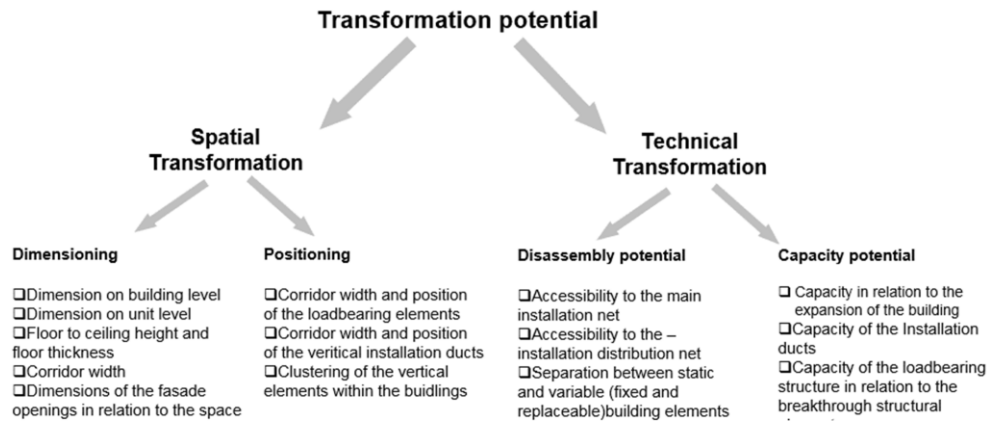 Transformation potential
Spatial
Transformation
Technical
Transformation
Dimensioning
❑Dimension on building level
❑Dimension on unit level
❑Floor to ceiling height and
floor thickness
❑Corridor width
❑Dimensions of the fasade
openings in relation to the space
Positioning
❑Corridor width and position
of the loadbearing elements
❑Corridor width and position
of the veritical installation ducts
❑Clustering of the vertical
elements within the buidlings
Disassembly potential
❑Accessibility to the main
installation net
❑Accessibility to the –
installation distribution net
❑Separation between static
and variable (fixed and
replaceable)building elements
Capacity potential
❑ Capacity in relation to the
expansion of the building
❑Capacity of the Installation
ducts
❑Capacity of the loadbearing
structure in relation to the
breakthrough structural